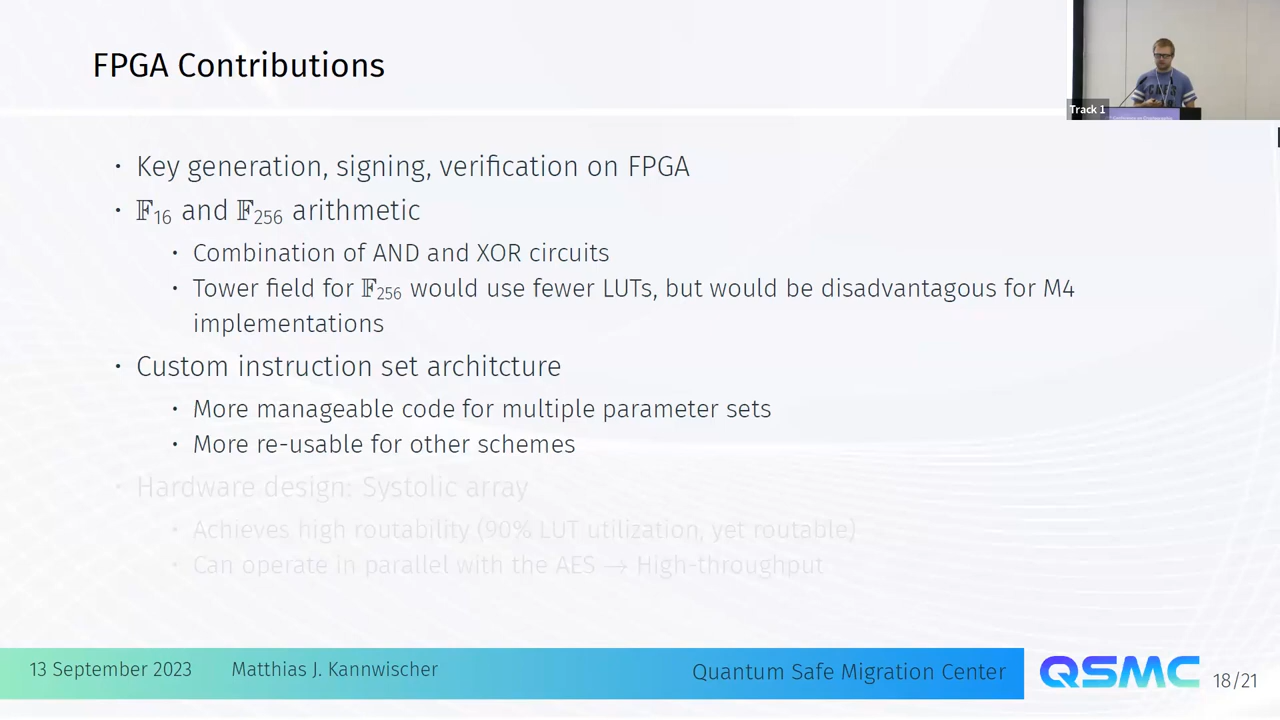 FPGA Contributions
Track 1
· Key generation, signing, verification on FPGA
· 𝔽₁₆ and 𝔽₂₅₆ arithmetic
· Combination of AND and XOR circuits
· Tower field for 𝔽₂₅₆ would use fewer LUTs, but would be disadvantagous for M4
implementations
· Custom instruction set architcture
· More manageable code for multiple parameter sets
· More re-usable for other schemes
· Hardware design: Systolic array
· Achieves high routability (90% LUT utilization, yet routable)
· Can operate in parallel with the AES → High-throughput
13 September 2023 Matthias J. Kannwischer Quantum Safe Migration Center QSMC 18/21